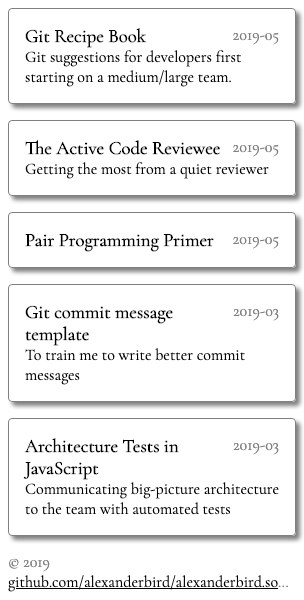 Git Recipe Book 2019-05
Git suggestions for developers first
starting on a medium/large team.
The Active Code Reviewee 2019-05
Getting the most from a quiet reviewer
Pair Programming Primer 2019-05
Git commit message 2019-03
template
To train me to write better commit
messages
Architecture Tests in 2019-03
JavaScript
Communicating big-picture architecture
to the team with automated tests
© 2019
github.com/alexanderbird/alexanderbird.so...